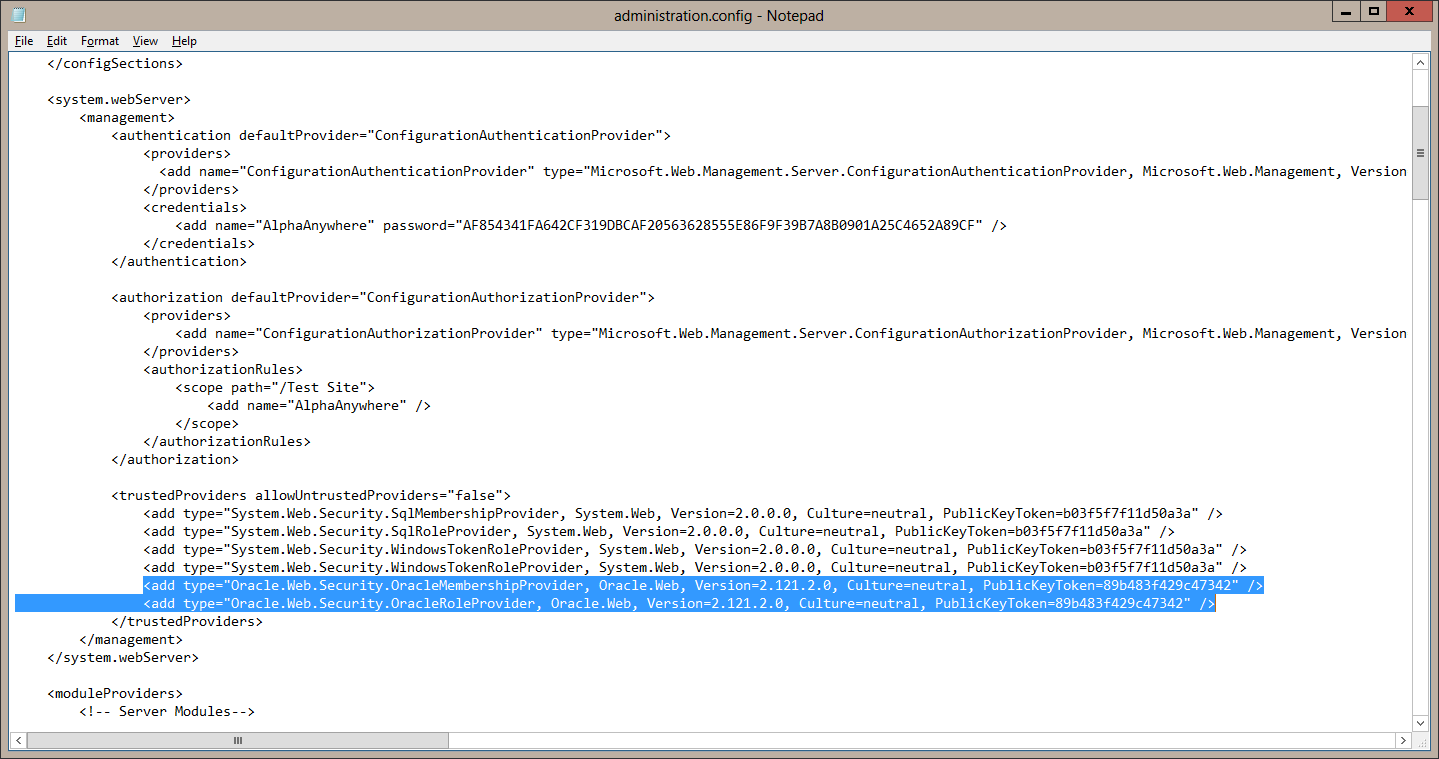 administration.config - Notepad
File Edit Format View Help
</configSections>
<system.webServer>
<management>
<authentication defaultProvider="ConfigurationAuthenticationProvider">
<providers>
<add name="ConfigurationAuthenticationProvider" type="Microsoft.Web.Management.Server.ConfigurationAuthenticationProvider, Microsoft.Web.Management, Version
</providers>
<credentials>
<add name="AlphaAnywhere" password="AF854341FA642CF319DBCAF20563628555E86F9F39B7A8B0901A25C4652A89CF" />
</credentials>
</authentication>
<authorization defaultProvider="ConfigurationAuthorizationProvider">
<providers>
<add name="ConfigurationAuthorizationProvider" type="Microsoft.Web.Management.Server.ConfigurationAuthorizationProvider, Microsoft.Web.Management, Version
</providers>
<authorizationRules>
<scope path="/Test Site">
<add name="AlphaAnywhere" />
</scope>
</authorizationRules>
</authorization>
<trustedProviders allowUntrustedProviders="false">
<add type="System.Web.Security.SqlMembershipProvider, System.Web, Version=2.0.0.0, Culture=neutral, PublicKeyToken=b03f5f7f11d50a3a" />
<add type="System.Web.Security.SqlRoleProvider, System.Web, Version=2.0.0.0, Culture=neutral, PublicKeyToken=b03f5f7f11d50a3a" />
<add type="System.Web.Security.WindowsTokenRoleProvider, System.Web, Version=2.0.0.0, Culture=neutral, PublicKeyToken=b03f5f7f11d50a3a" />
<add type="System.Web.Security.WindowsTokenRoleProvider, System.Web, Version=2.0.0.0, Culture=neutral, PublicKeyToken=b03f5f7f11d50a3a" />
<add type="Oracle.Web.Security.OracleMembershipProvider, Oracle.Web, Version=2.121.2.0, Culture=neutral, PublicKeyToken=89b483f429c47342" />
<add type="Oracle.Web.Security.OracleRoleProvider, Oracle.Web, Version=2.121.2.0, Culture=neutral, PublicKeyToken=89b483f429c47342" />
</trustedProviders>
</management>
</system.webServer>
<moduleProviders>
<!-- Server Modules-->